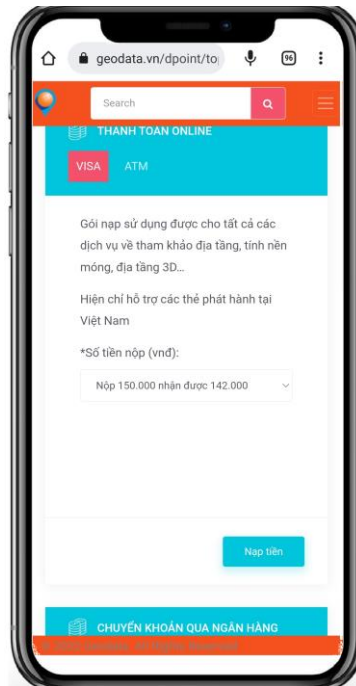 geodata.vn/dpoint/to
96
Search
THANH TOÁN ONLINE
VISA ATM
Gói nạp sử dụng được cho tất cả các
dịch vụ về tham khảo địa tầng, tính nền
móng, địa tầng 3D...
Hiện chỉ hỗ trợ các thẻ phát hành tại
Việt Nam
*Số tiền nộp (vnđ):
Nộp 150.000 nhận được 142.000
Nạp tiền
CHUYỂN KHOẢN QUA NGÂN HÀNG